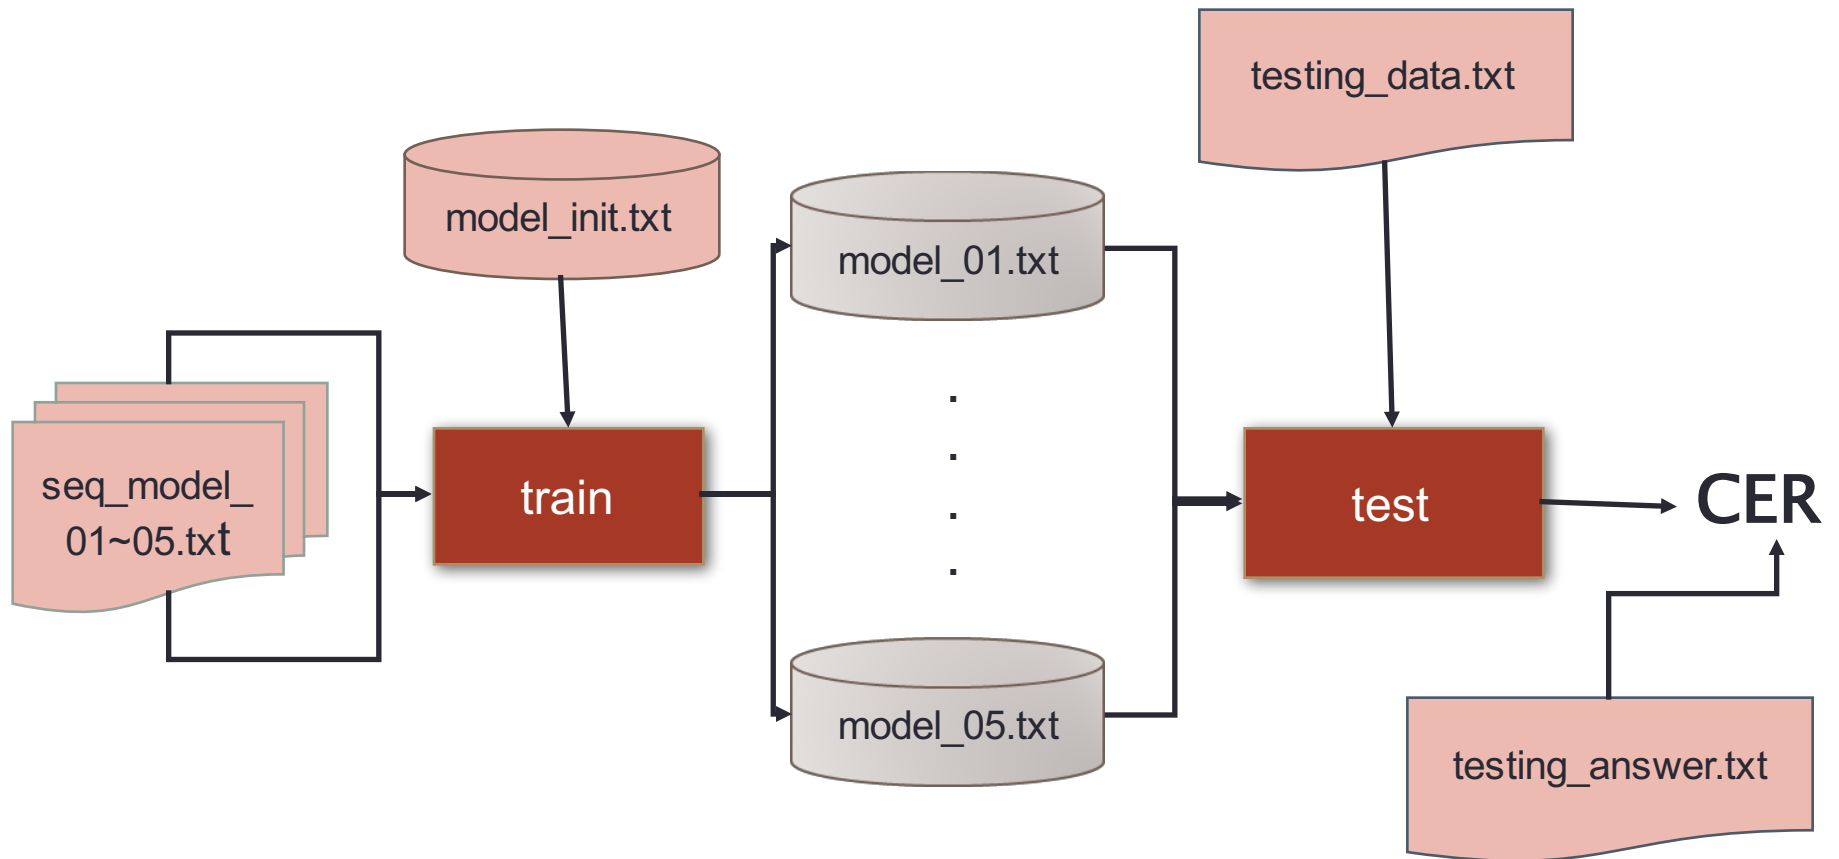 testing_data.txt
model_init.txt
model_01.txt
.
.
.
.
seq_model_
01~05.txt
train
test
CER
model_05.txt
testing_answer.txt